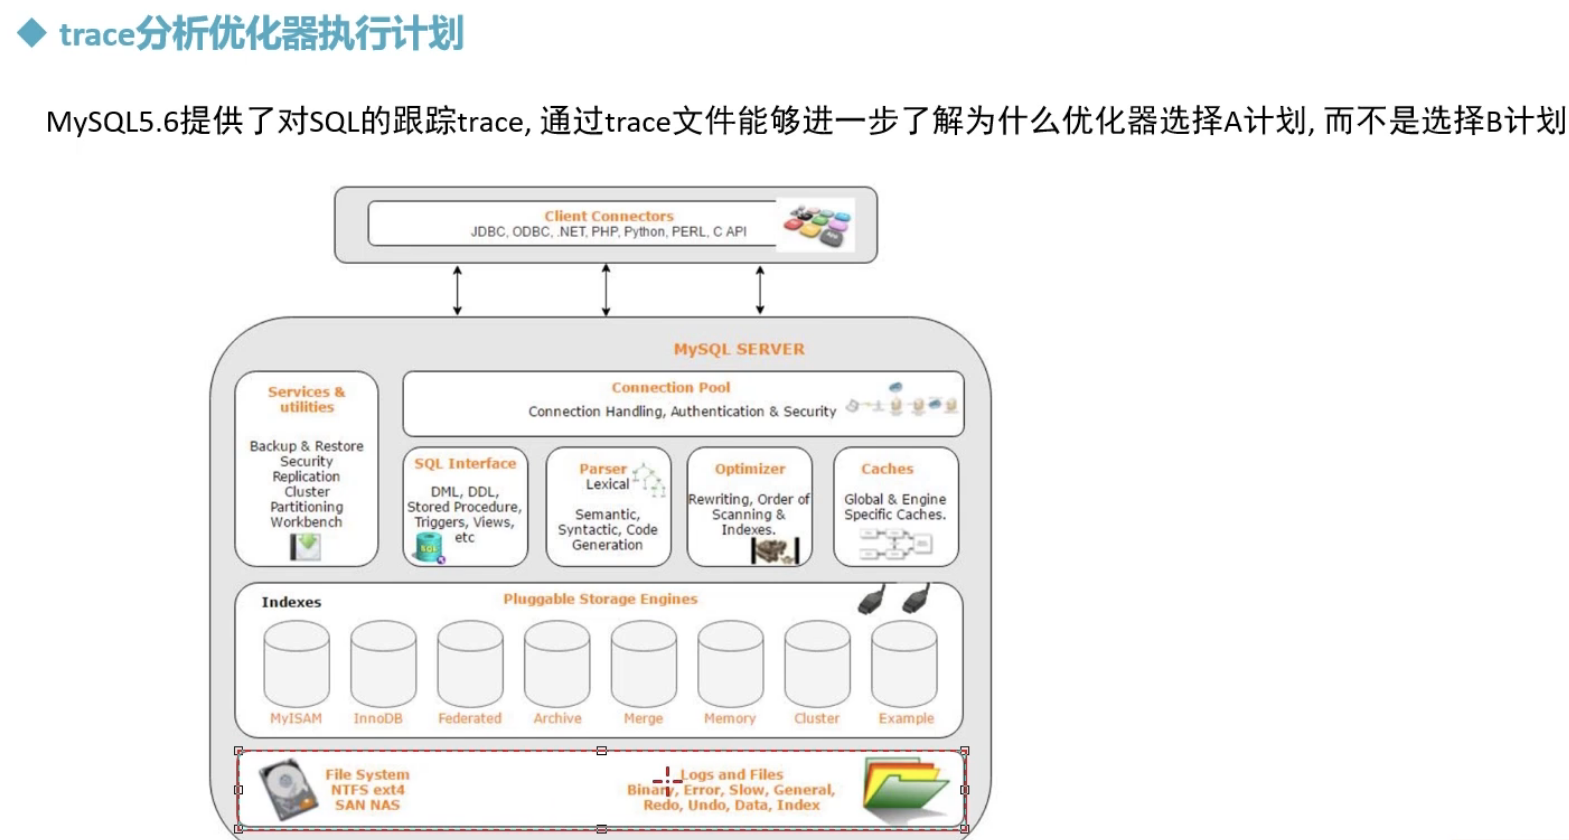 trace分析优化器执行计划
MySQL5.6提供了对SQL的跟踪trace, 通过trace文件能够进一步了解为什么优化器选择A计划, 而不是选择B计划
Client Connectors
JDBC, ODBC, .NET, PHP, Python, PERL, C API
MySQL SERVER
Services &
utilities
Backup & Restore
Security
Replication
Cluster
Partitioning
Workbench
Connection Pool
Connection Handling, Authentication & Security
SQL Interface
DML, DDL,
Stored Procedure,
Triggers, Views,
etc
SQL
Parser
Lexical
Semantic,
Syntactic, Code
Generation
Optimizer
Rewriting, Order of
Scanning &
Indexes.
Caches
Global & Engine
Specific Caches.
Indexes
Pluggable Storage Engines
MyISAM
InnoDB
Federated
Archive
Merge
Memory
Cluster
Example
File System
NTFS ext4
SAN NAS
Logs and Files
Binary, Error, Slow, General,
Redo, Undo, Data, Index